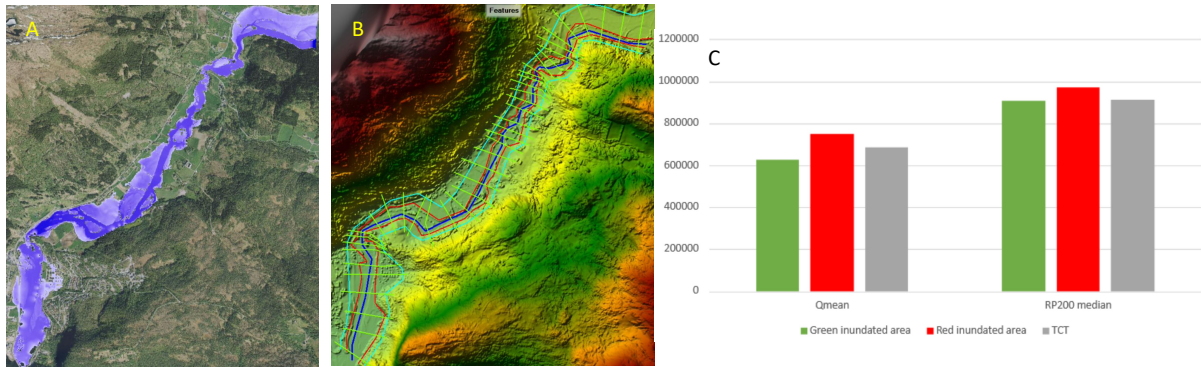 A
B
Features
C
1200000
1000000
800000
600000
400000
200000
0
Qmean
RP200 median
Green inundated area
Red inundated area
TCT